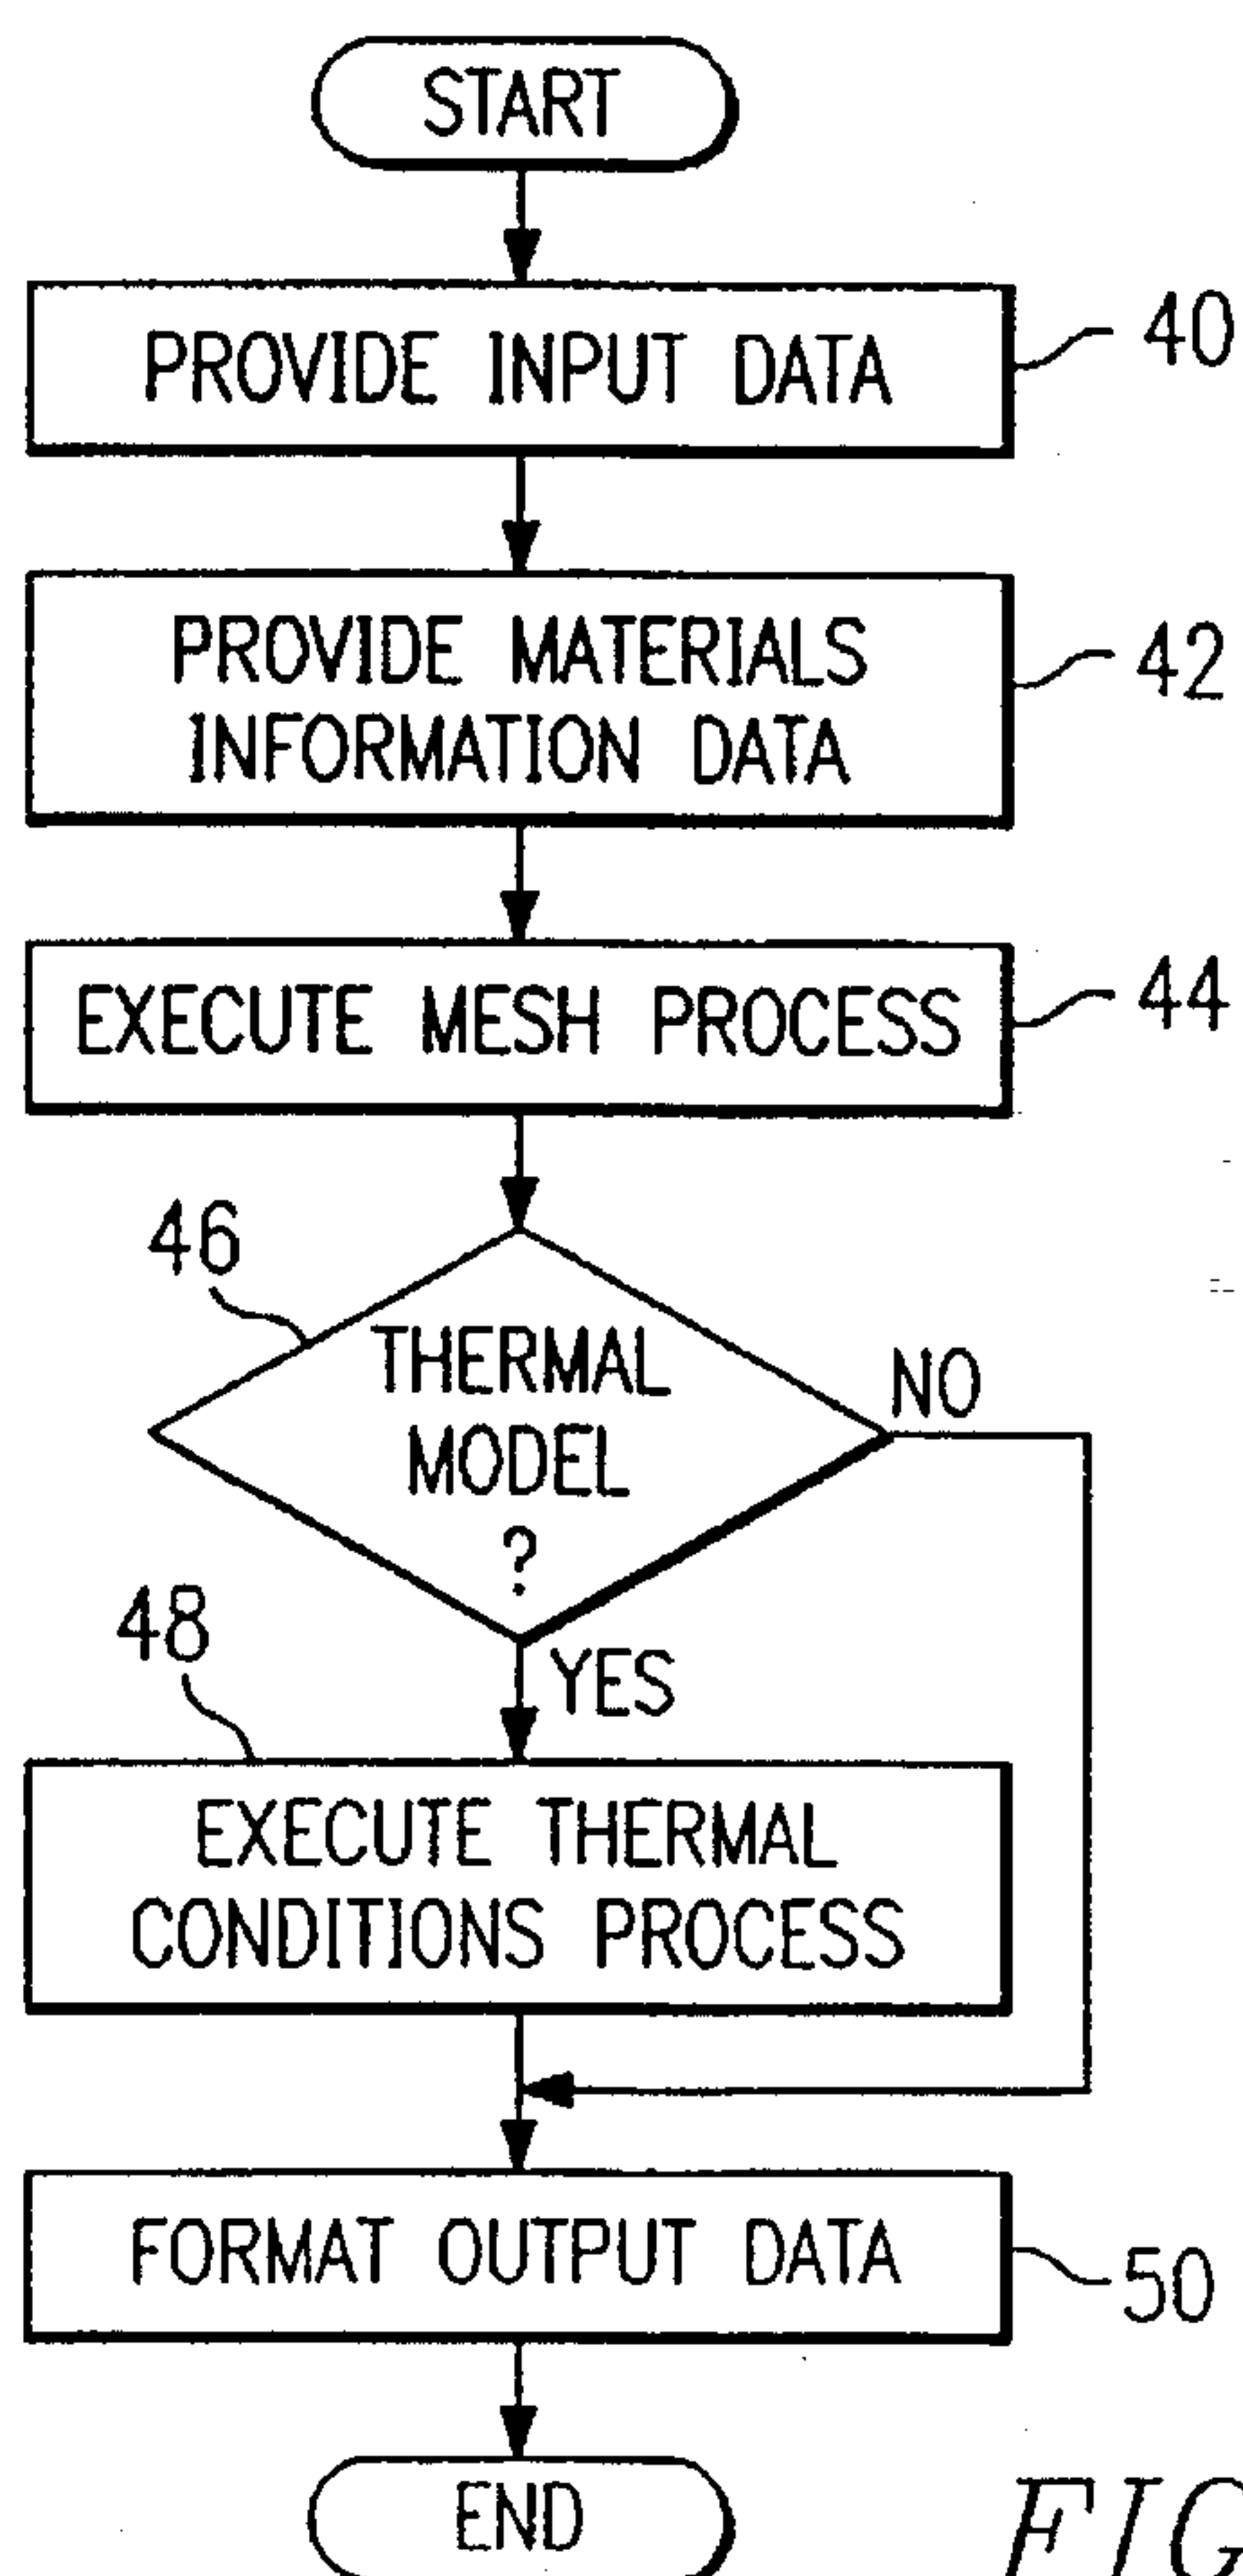 START
PROVIDE INPUT DATA
40
PROVIDE MATERIALS
INFORMATION DATA
42
EXECUTE MESH PROCESS
44
46
THERMAL
MODEL
?
NO
YES
48
EXECUTE THERMAL
CONDITIONS PROCESS
FORMAT OUTPUT DATA
50
END
FIG